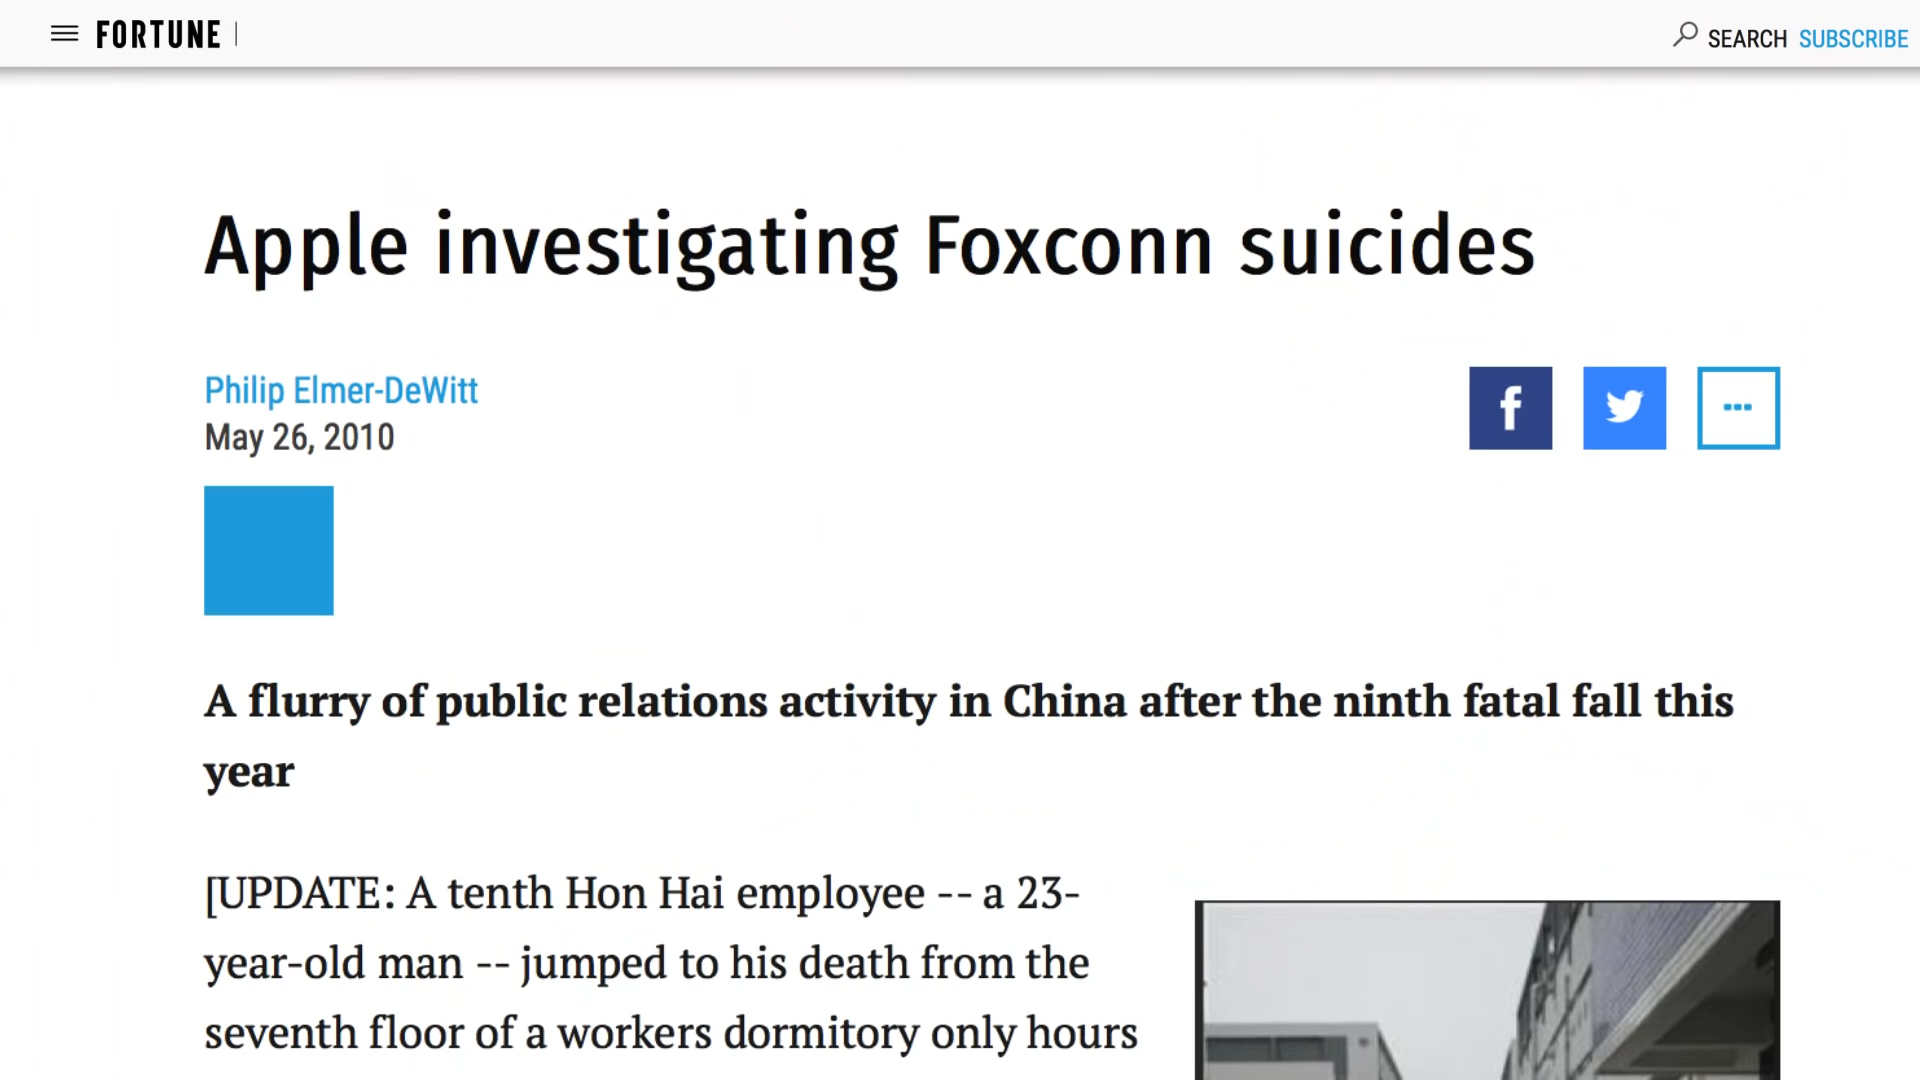 FORTUNE
SEARCH SUBSCRIBE
Apple investigating Foxconn suicides
Philip Elmer-DeWitt
May 26, 2010
A flurry of public relations activity in China after the ninth fatal fall this
year
[UPDATE: A tenth Hon Hai employee -- a 23-
year-old man -- jumped to his death from the
seventh floor of a workers dormitory only hours